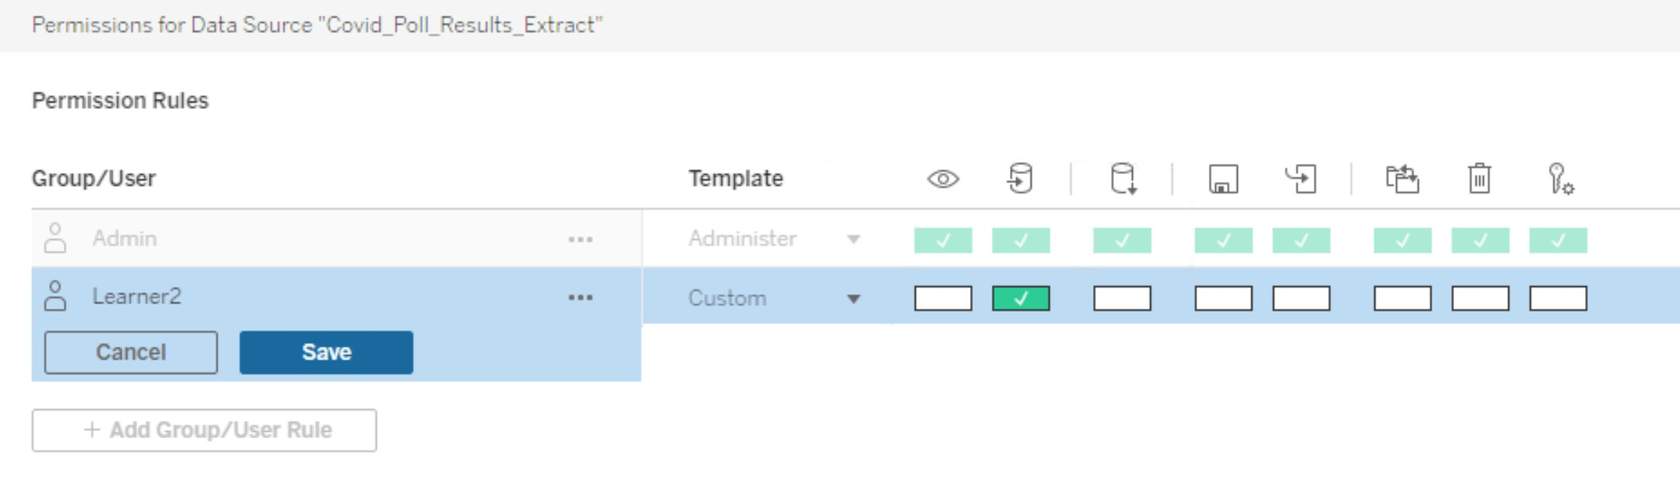 Permissions for Data Source "Covid_Poll_Results_Extract"
Permission Rules
Group/User Template
Admin ••• Administer
Learner2 ••• Custom
Cancel Save
+ Add Group/User Rule